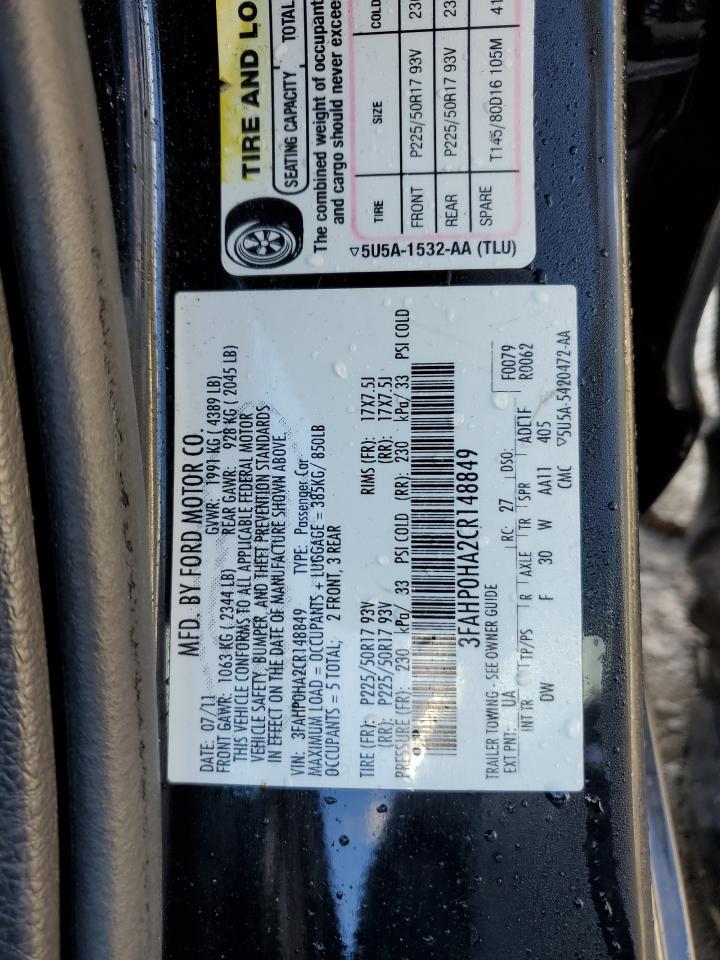 TIRE AND LO
SEATING CAPACITY TOTAL
The combined weight of occupant
and cargo should never excee
TIRE SIZE COLD
FRONT P225/50R17 93V 230
REAR P225/50R17 93V 23
SPARE T145/80D16 105M 41
▽5U5A-1532-AA (TLU)
MFD. BY FORD MOTOR CO.
DATE: 07/11 GVWR: 1991 KG ( 4389 LB)
FRONT GAWR: 1063 KG ( 2344 LB) REAR GAWR: 928 KG ( 2045 LB)
THIS VEHICLE CONFORMS TO ALL APPLICABLE FEDERAL MOTOR
VEHICLE SAFETY, BUMPER, AND THEFT PREVENTION STANDARDS
IN EFFECT ON THE DATE OF MANUFACTURE SHOWN ABOVE.
VIN: 3FAHP0HA2CR148849 TYPE: Passenger Car
MAXIMUM LOAD = OCCUPANTS + LUGGAGE = 385KG/ 850LB
OCCUPANTS = 5 TOTAL; 2 FRONT, 3 REAR
TIRE (FR): P225/50R17 93V RIMS (FR): 17X7.5J
(RR): P225/50R17 93V (RR): 17X7.5J
PRESSURE (FR): 230 kPa/ 33 PSI COLD (RR): 230 kPa/ 33 PSI COLD
3FAHP0HA2CR148849
TRAILER TOWING - SEE OWNER GUIDE
EXT PNT: UA RC: 27 DSO: F0079
INT TR TP/PS R AXLE TR SPR ADE1F R0062
DW F 30 W AA11 405
CMC ▽5U5A-5420472-AA